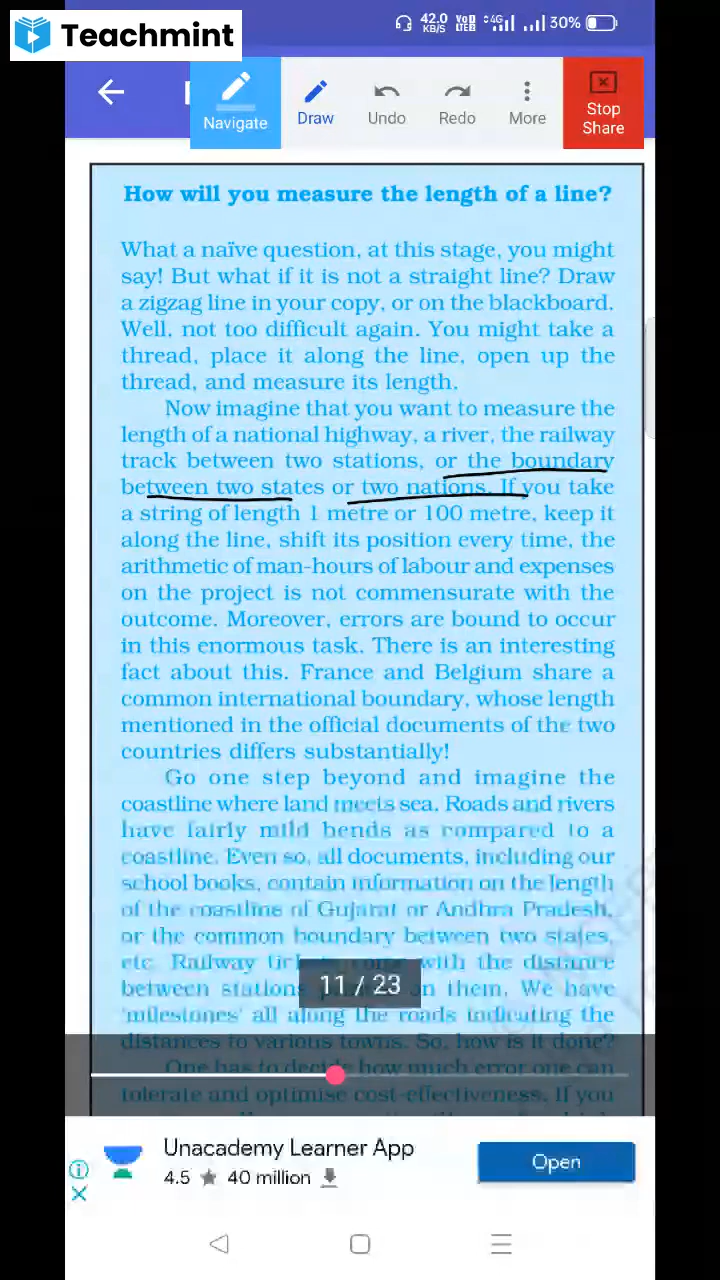 Teachmint
42.0 KB/S Vo LTE 4G 30%
Navigate
Draw
Undo
Redo
More
Stop Share
How will you measure the length of a line?
What a naïve question, at this stage, you might
say! But what if it is not a straight line? Draw
a zigzag line in your copy, or on the blackboard.
Well, not too difficult again. You might take a
thread, place it along the line, open up the
thread, and measure its length.
Now imagine that you want to measure the
length of a national highway, a river, the railway
track between two stations, or the boundary
between two states or two nations. If you take
a string of length 1 metre or 100 metre, keep it
along the line, shift its position every time, the
arithmetic of man-hours of labour and expenses
on the project is not commensurate with the
outcome. Moreover, errors are bound to occur
in this enormous task. There is an interesting
fact about this. France and Belgium share a
common international boundary, whose length
mentioned in the official documents of the two
countries differs substantially!
Go one step beyond and imagine the
coastline where land meets sea. Roads and rivers
have fairly mild bends as compared to a
coastline. Even so, all documents, including our
school books, contain information on the length
of the coastline of Gujarat or Andhra Pradesh,
or the common boundary between two states,
etc. Railway with the distance
between stations on them. We have
'milestones' all along the roads indicating the
distances to various towns. So, how is it done?
11 / 23
One has to decide how much error one can
tolerate and optimise cost-effectiveness. If you
Unacademy Learner App
4.5 ★ 40 million
Open